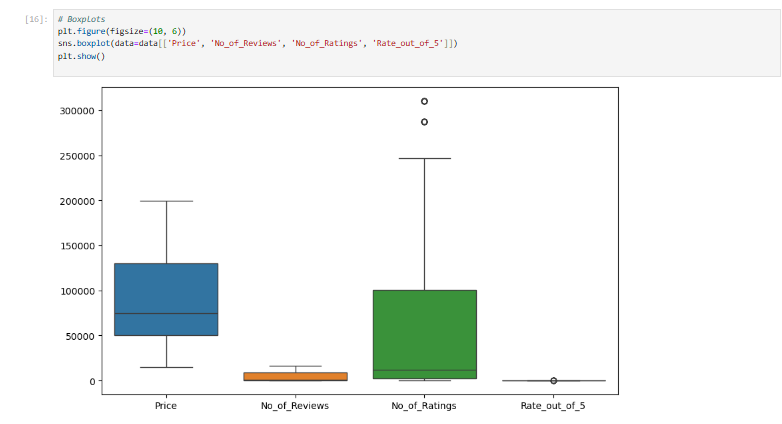 [16]: # Boxplots
plt.figure(figsize=(10, 6))
sns.boxplot(data=data[['Price', 'No_of_Reviews', 'No_of_Ratings', 'Rate_out_of_5']])
plt.show()
300000
250000
200000
150000
100000
50000
0
Price No_of_Reviews No_of_Ratings Rate_out_of_5